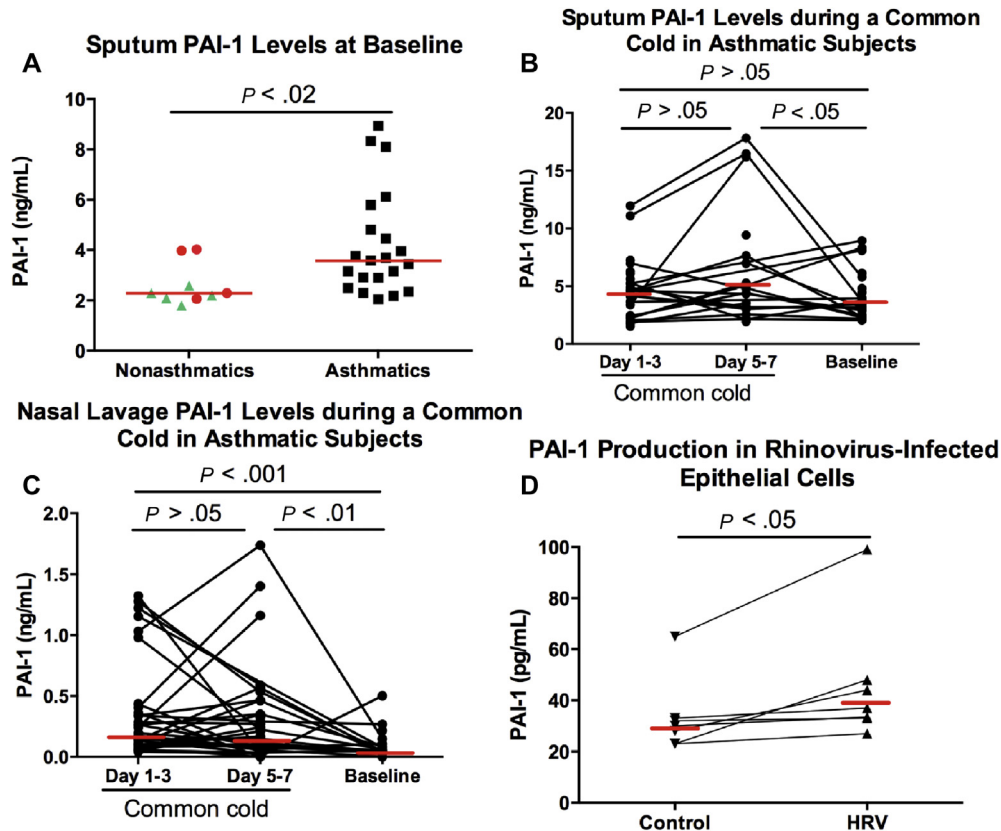 A
Sputum PAI-1 Levels at Baseline
P < .02
PAI-1 (ng/mL)
10
8
6
4
2
0
Nonasthmatics
Asthmatics
B
Sputum PAI-1 Levels during a Common
Cold in Asthmatic Subjects
P > .05
P > .05
P < .05
PAI-1 (ng/mL)
20
15
10
5
0
Day 1-3
Day 5-7
Baseline
Common cold
Nasal Lavage PAI-1 Levels during a Common
Cold in Asthmatic Subjects
C
P < .001
P > .05
P < .01
PAI-1 (ng/mL)
2.0
1.5
1.0
0.5
0.0
Day 1-3
Day 5-7
Baseline
Common cold
PAI-1 Production in Rhinovirus-Infected
Epithelial Cells
D
P < .05
PAI-1 (pg/mL)
100
80
60
40
20
0
Control
HRV